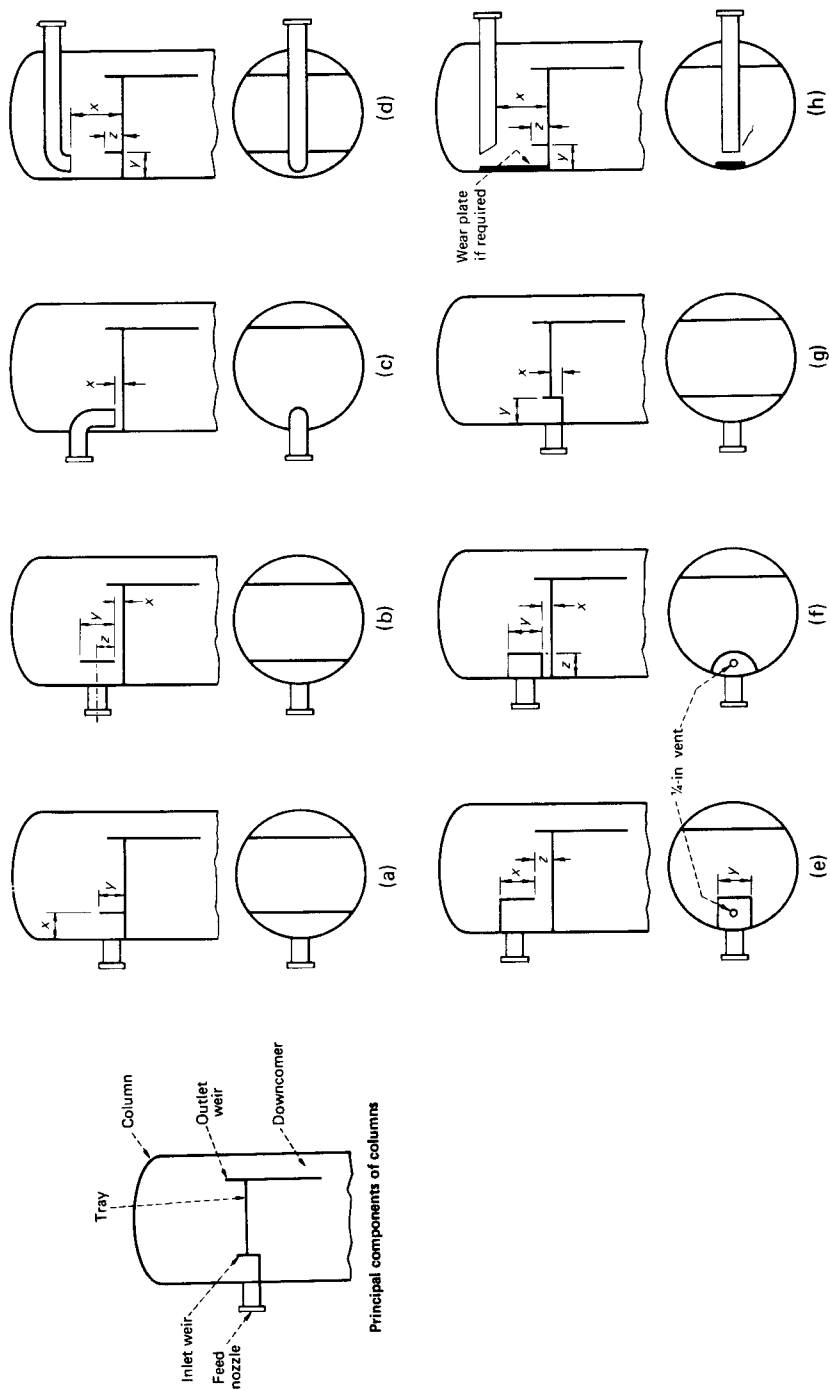 Column
Tray
Inlet weir
Outlet weir
Feed nozzle
Downcomer
Principal components of columns
x
y
(a)
y
z
x
(b)
x
(c)
x
z
y
(d)
x
z
y
(e)
¼-in vent
y
x
z
(f)
x
y
(g)
Wear plate
if required
x
z
y
(h)